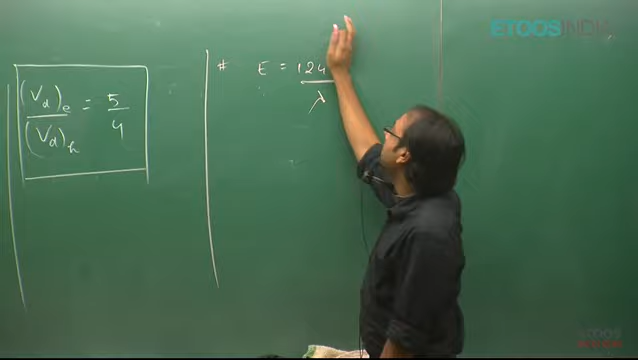 (Vd)e / (Vd)h = 5/4
# E = 124 / λ
ETOOSINDIA